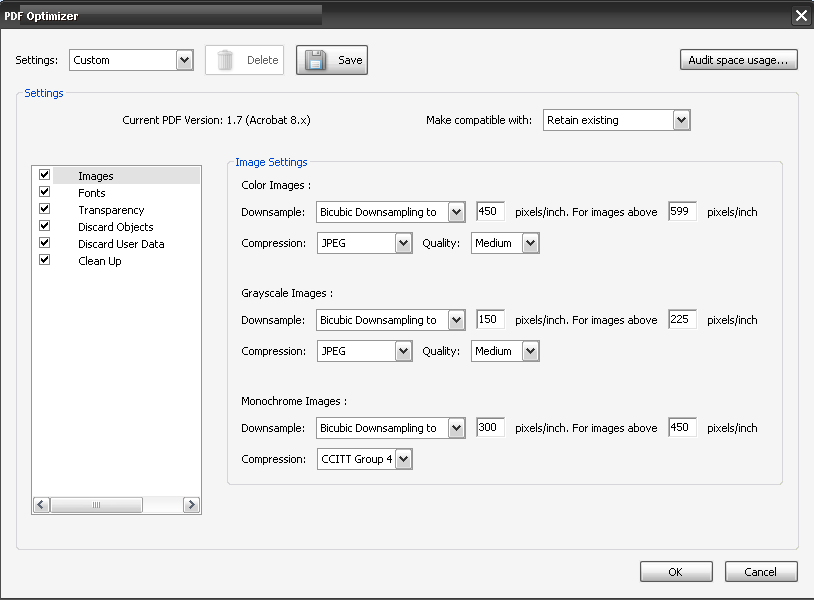 PDF Optimizer
Settings: Custom Delete Save Audit space usage...
Settings
Current PDF Version: 1.7 (Acrobat 8.x) Make compatible with: Retain existing
Images
Fonts
Transparency
Discard Objects
Discard User Data
Clean Up
Image Settings
Color Images :
Downsample: Bicubic Downsampling to 450 pixels/inch. For images above 599 pixels/inch
Compression: JPEG Quality: Medium
Grayscale Images :
Downsample: Bicubic Downsampling to 150 pixels/inch. For images above 225 pixels/inch
Compression: JPEG Quality: Medium
Monochrome Images :
Downsample: Bicubic Downsampling to 300 pixels/inch. For images above 450 pixels/inch
Compression: CCITT Group 4
OK Cancel